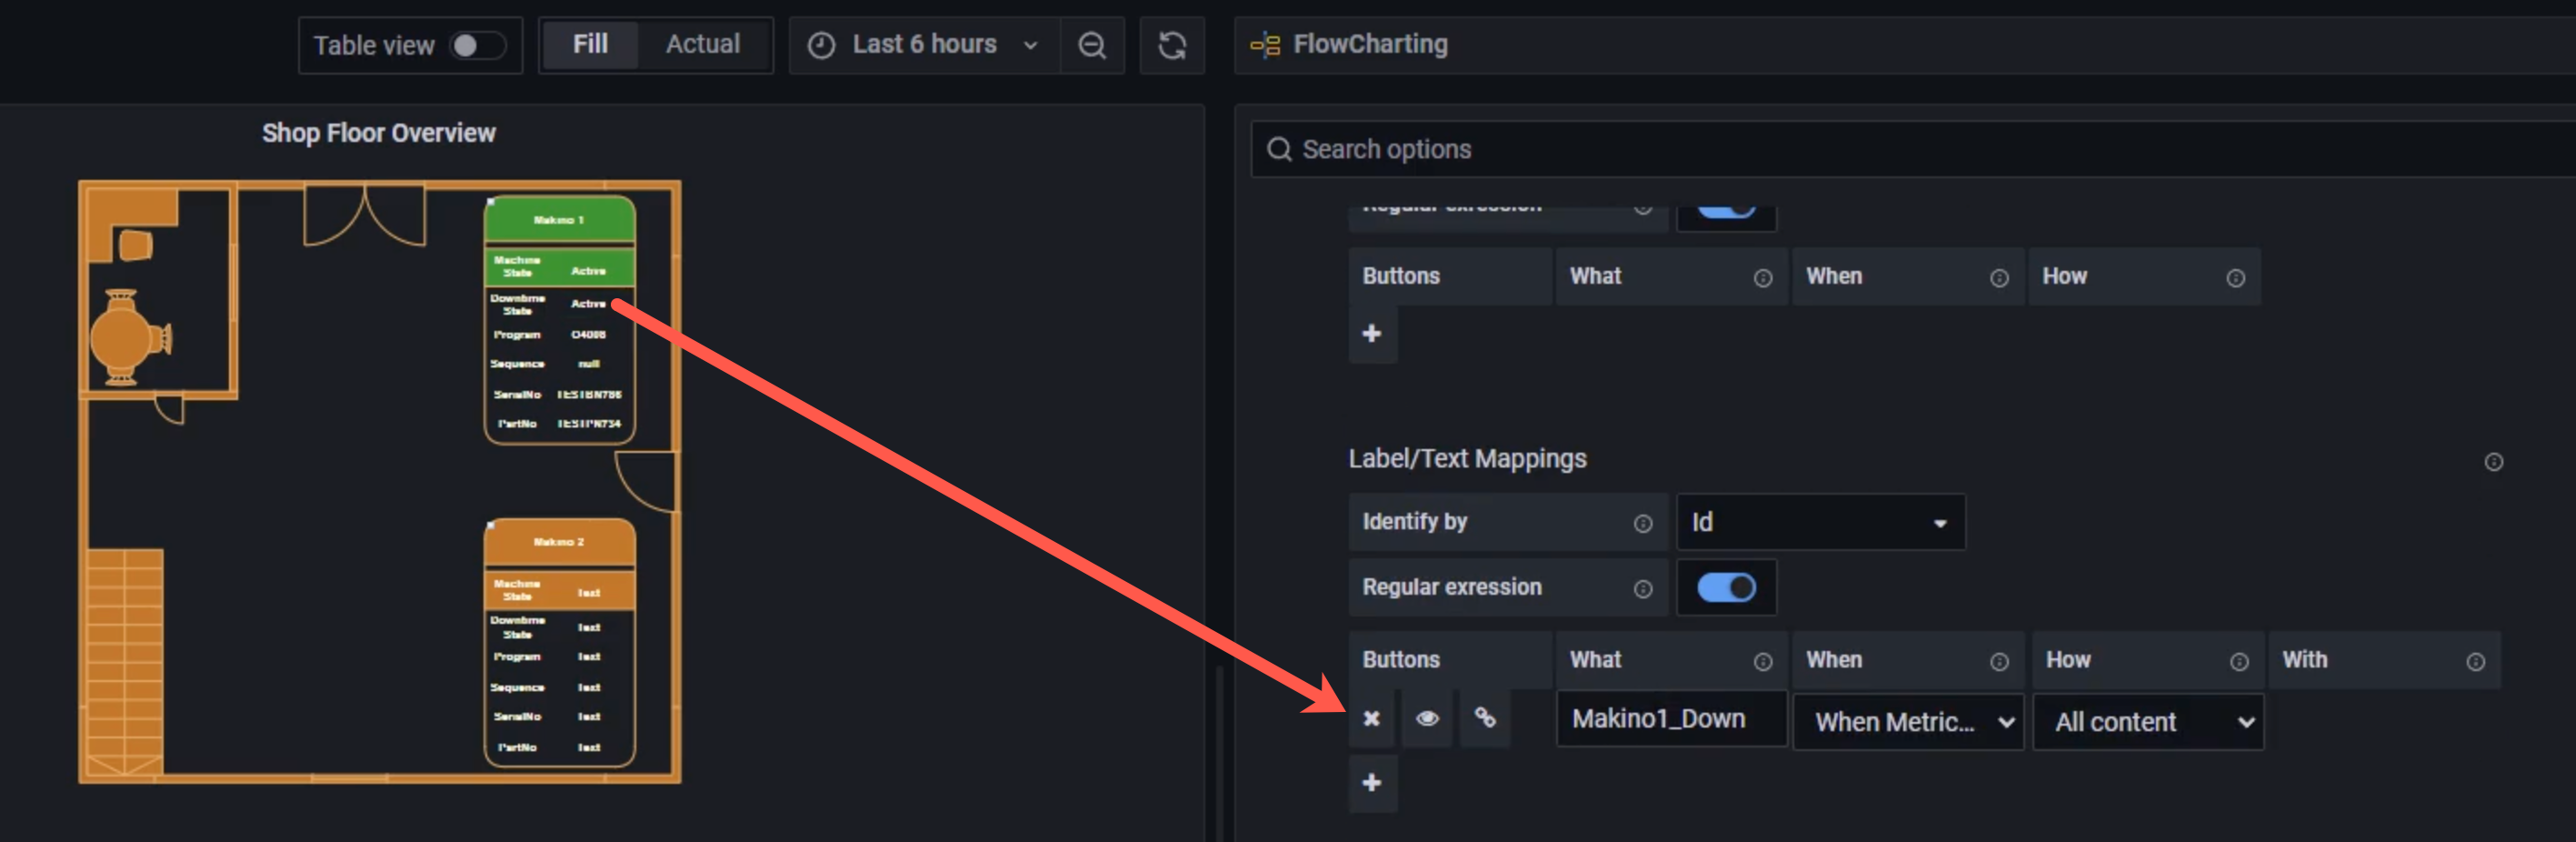 Table view
Fill
Actual
Last 6 hours
FlowCharting
Shop Floor Overview
Search options
Makino 1
Machine
State
Active
Downtime
State
Active
Program
O4008
Sequence
null
SerialNo
PartNo
Makino 2
Machine
State
Text
Downtime
State
Text
Program
Text
Sequence
Text
SerialNo
Text
PartNo
Text
Regular exression
Buttons
What
When
How
Label/Text Mappings
Identify by
Id
Regular exression
Buttons
What
When
How
With
Makino1_Down
When Metric...
All content